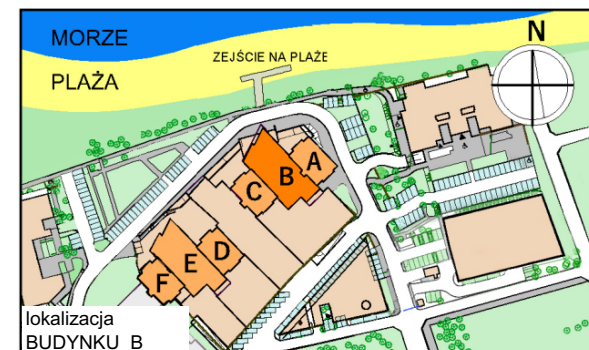 MORZE
N
ZEJŚCIE NA PLAŻE
PLAŻA
A
B
C
D
E
F
lokalizacja
BUDYNKU B